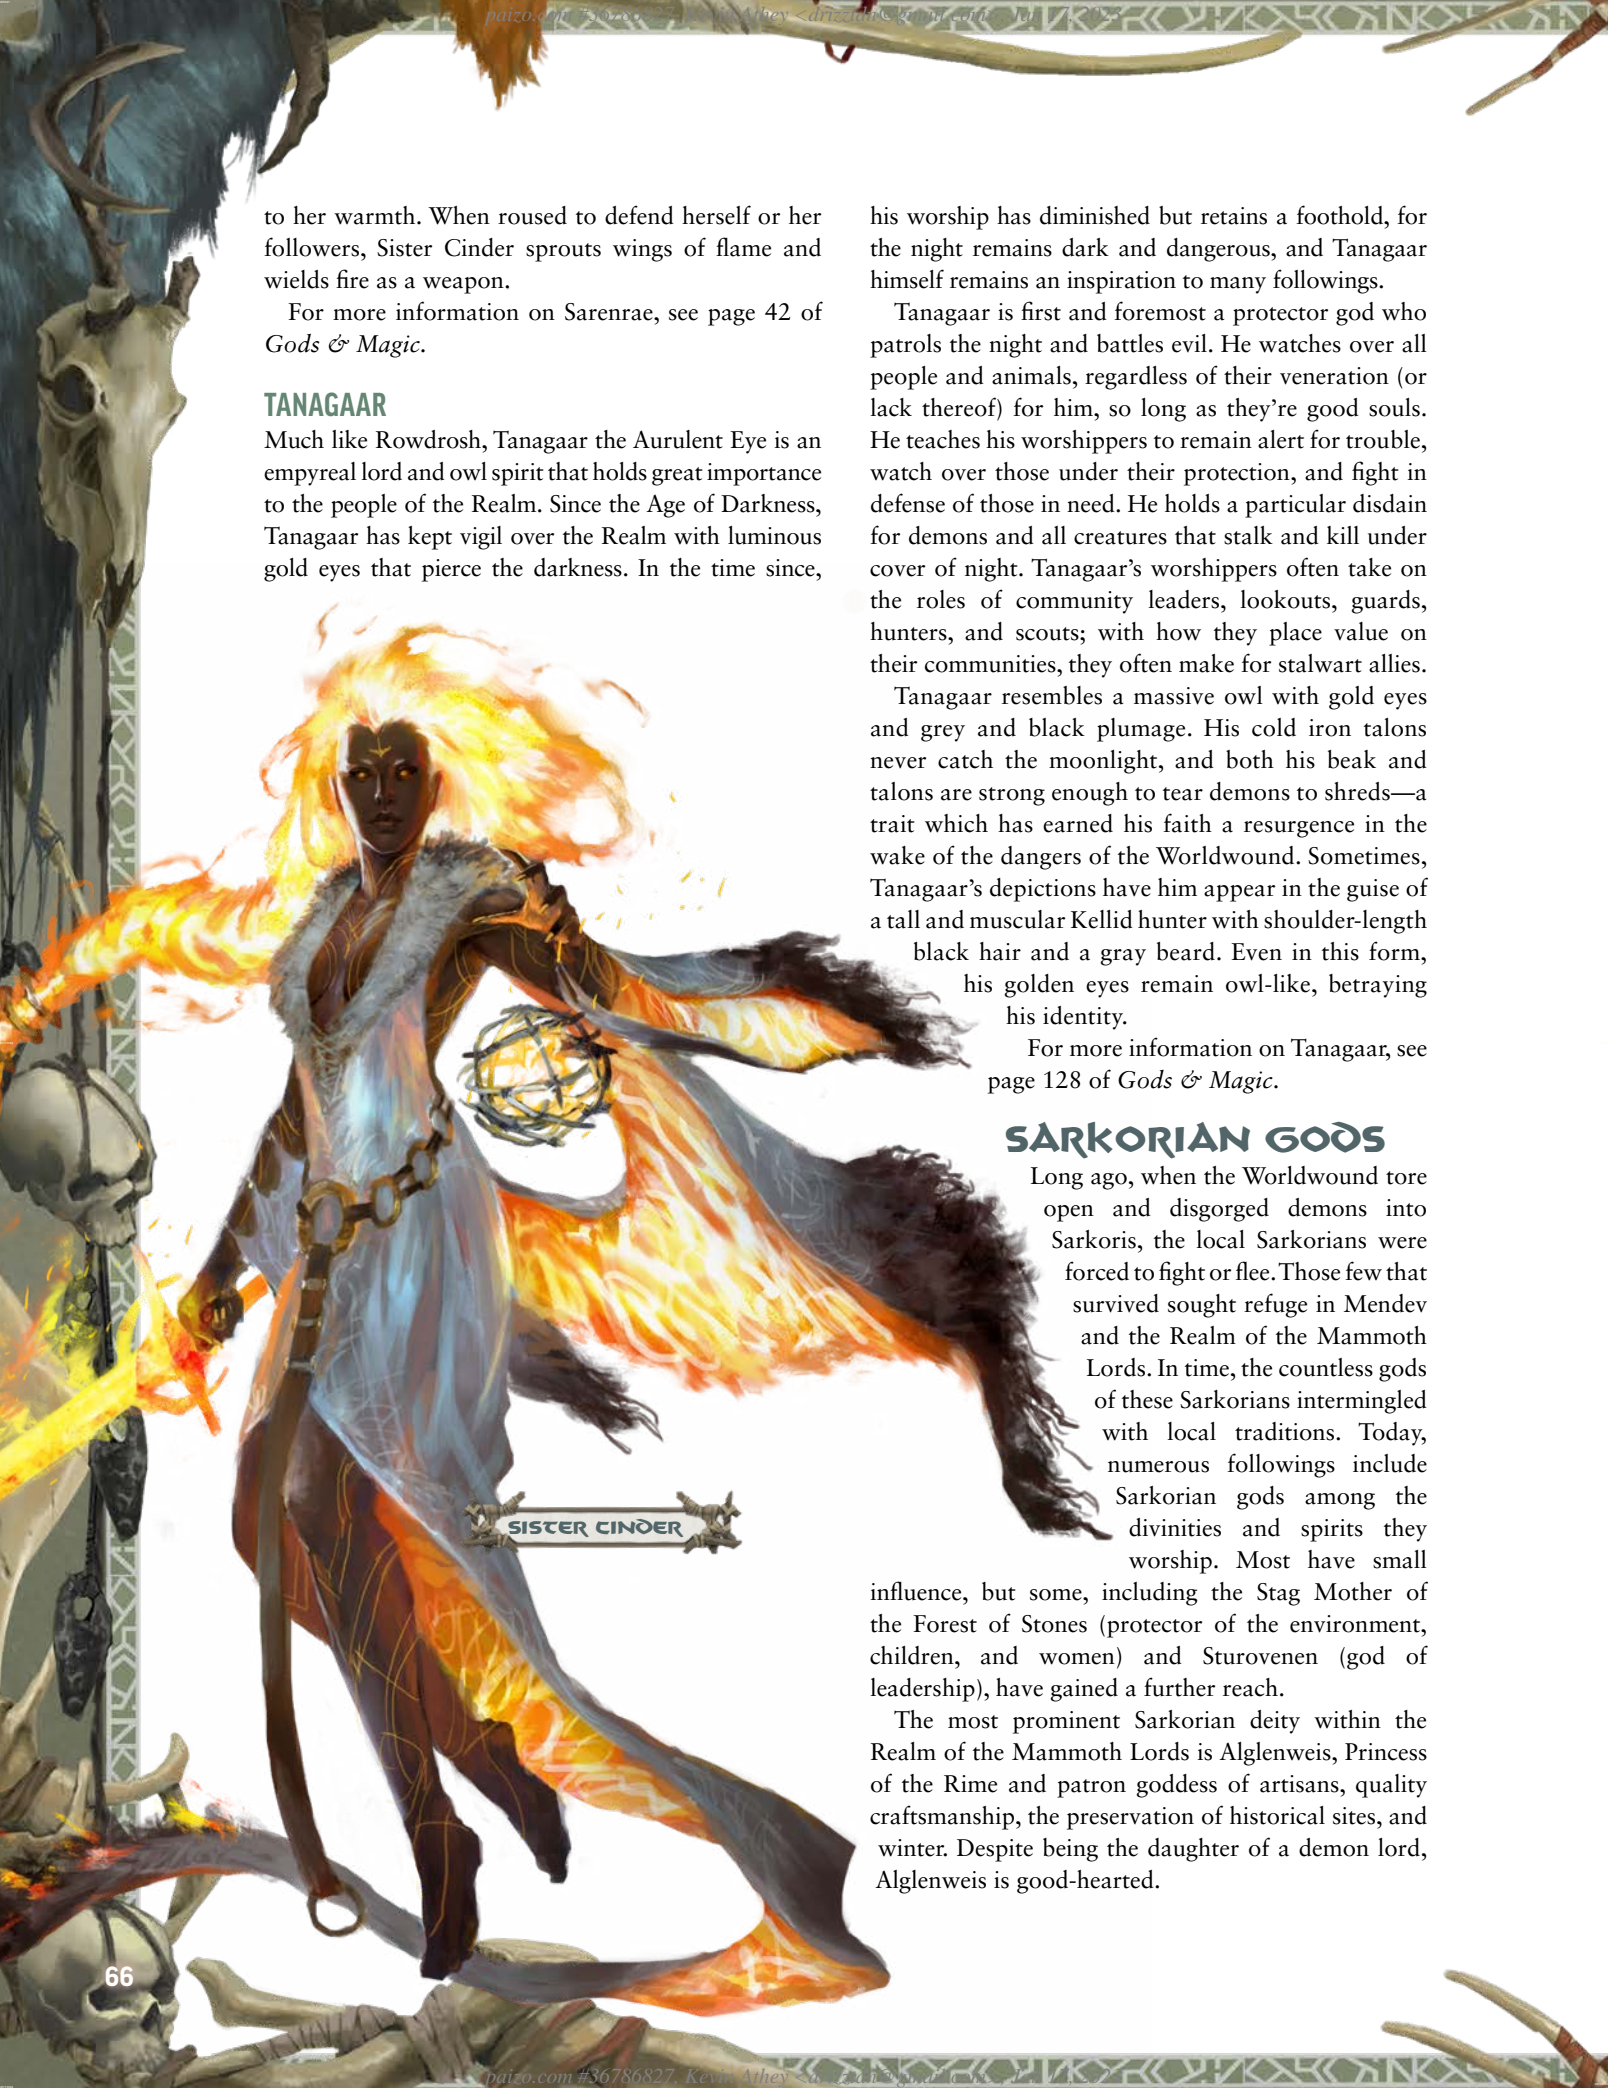 to her warmth. When roused to defend herself or her
followers, Sister Cinder sprouts wings of flame and
wields fire as a weapon.
For more information on Sarenrae, see page 42 of
Gods & Magic.
TANAGAAR
Much like Rowdrosh, Tanagaar the Aurulent Eye is an
empyreal lord and owl spirit that holds great importance
to the people of the Realm. Since the Age of Darkness,
Tanagaar has kept vigil over the Realm with luminous
gold eyes that pierce the darkness. In the time since,
his worship has diminished but retains a foothold, for
the night remains dark and dangerous, and Tanagaar
himself remains an inspiration to many followings.
Tanagaar is first and foremost a protector god who
patrols the night and battles evil. He watches over all
people and animals, regardless of their veneration (or
lack thereof) for him, so long as they’re good souls.
He teaches his worshippers to remain alert for trouble,
watch over those under their protection, and fight in
defense of those in need. He holds a particular disdain
for demons and all creatures that stalk and kill under
cover of night. Tanagaar’s worshippers often take on
the roles of community leaders, lookouts, guards,
hunters, and scouts; with how they place value on
their communities, they often make for stalwart allies.
Tanagaar resembles a massive owl with gold eyes
and grey and black plumage. His cold iron talons
never catch the moonlight, and both his beak and
talons are strong enough to tear demons to shreds—a
trait which has earned his faith a resurgence in the
wake of the dangers of the Worldwound. Sometimes,
Tanagaar’s depictions have him appear in the guise of
a tall and muscular Kellid hunter with shoulder-length
black hair and a gray beard. Even in this form,
his golden eyes remain owl-like, betraying
his identity.
For more information on Tanagaar, see
page 128 of Gods & Magic.
SARKORIAN GODS
Long ago, when the Worldwound tore
open and disgorged demons into
Sarkoris, the local Sarkorians were
forced to fight or flee. Those few that
survived sought refuge in Mendev
and the Realm of the Mammoth
Lords. In time, the countless gods
of these Sarkorians intermingled
with local traditions. Today,
numerous followings include
Sarkorian gods among the
divinities and spirits they
worship. Most have small
influence, but some, including the Stag Mother of
the Forest of Stones (protector of the environment,
children, and women) and Sturovenen (god of
leadership), have gained a further reach.
The most prominent Sarkorian deity within the
Realm of the Mammoth Lords is Alglenweis, Princess
of the Rime and patron goddess of artisans, quality
craftsmanship, the preservation of historical sites, and
winter. Despite being the daughter of a demon lord,
Alglenweis is good-hearted.
SISTER CINDER
66
paizo.com #36786827, Kevin Athey